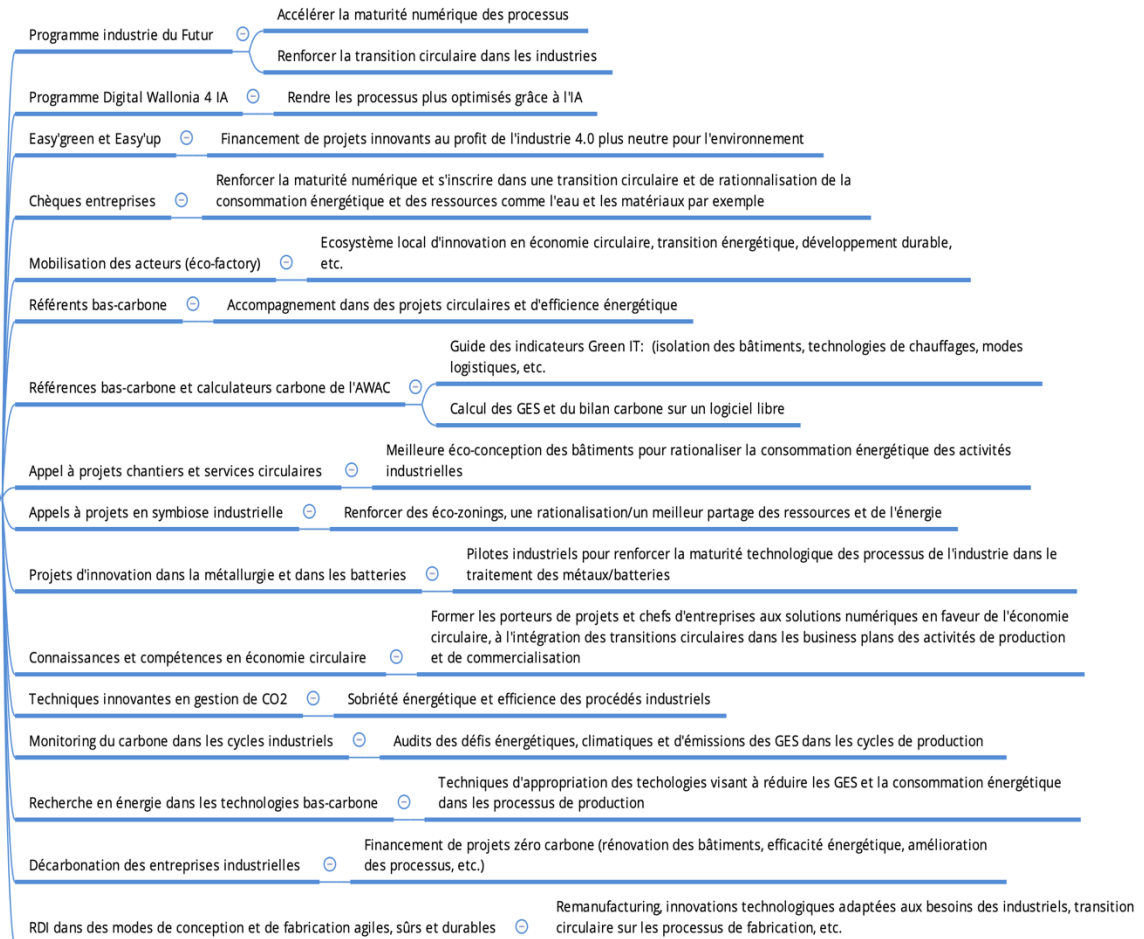 Programme industrie du Futur
Accélérer la maturité numérique des processus
Renforcer la transition circulaire dans les industries
Programme Digital Wallonia 4 IA
Rendre les processus plus optimisés grâce à l'IA
Easy'green et Easy'up
Financement de projets innovants au profit de l'industrie 4.0 plus neutre pour l'environnement
Chèques entreprises
Renforcer la maturité numérique et s'inscrire dans une transition circulaire et de rationnalisation de la
consommation énergétique et des ressources comme l'eau et les matériaux par exemple
Mobilisation des acteurs (éco-factory)
Ecosystème local d'innovation en économie circulaire, transition énergétique, développement durable,
etc.
Référents bas-carbone
Accompagnement dans des projets circulaires et d'efficience énergétique
Références bas-carbone et calculateurs carbone de l'AWAC
Guide des indicateurs Green IT:  (isolation des bâtiments, technologies de chauffages, modes
logistiques, etc.
Calcul des GES et du bilan carbone sur un logiciel libre
Appel à projets chantiers et services circulaires
Meilleure éco-conception des bâtiments pour rationaliser la consommation énergétique des activités
industrielles
Appels à projets en symbiose industrielle
Renforcer des éco-zonings, une rationalisation/un meilleur partage des ressources et de l'énergie
Projets d'innovation dans la métallurgie et dans les batteries
Pilotes industriels pour renforcer la maturité technologique des processus de l'industrie dans le
traitement des métaux/batteries
Connaissances et compétences en économie circulaire
Former les porteurs de projets et chefs d'entreprises aux solutions numériques en faveur de l'économie
circulaire, à l'intégration des transitions circulaires dans les business plans des activités de production
et de commercialisation
Techniques innovantes en gestion de CO2
Sobriété énergétique et efficience des procédés industriels
Monitoring du carbone dans les cycles industriels
Audits des défis énergétiques, climatiques et d'émissions des GES dans les cycles de production
Recherche en énergie dans les technologies bas-carbone
Techniques d'appropriation des techologies visant à réduire les GES et la consommation énergétique
dans les processus de production
Décarbonation des entreprises industrielles
Financement de projets zéro carbone (rénovation des bâtiments, efficacité énergétique, amélioration
des processus, etc.)
RDI dans des modes de conception et de fabrication agiles, sûrs et durables
Remanufacturing, innovations technologiques adaptées aux besoins des industriels, transition
circulaire sur les processus de fabrication, etc.